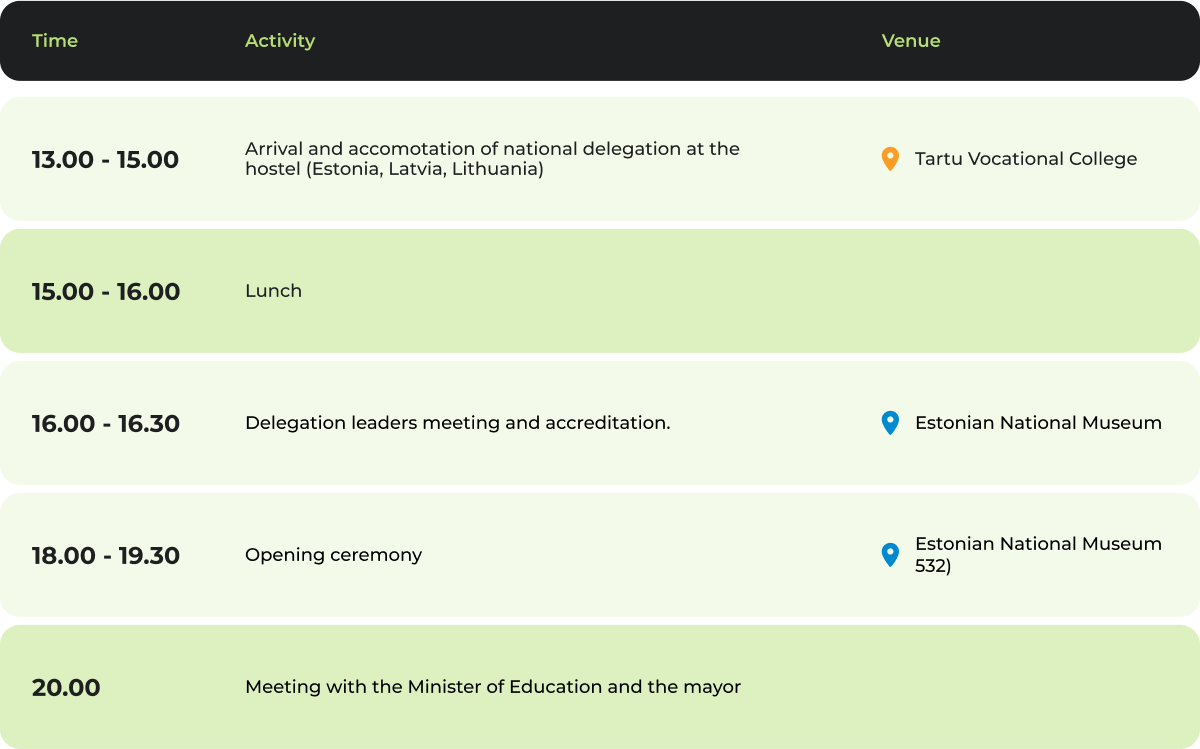 Time Activity Venue
13.00 - 15.00 Arrival and accomotation of national delegation at the
hostel (Estonia, Latvia, Lithuania) Tartu Vocational College
15.00 - 16.00 Lunch
16.00 - 16.30 Delegation leaders meeting and accreditation. Estonian National Museum
18.00 - 19.30 Opening ceremony Estonian National Museum
532)
20.00 Meeting with the Minister of Education and the mayor